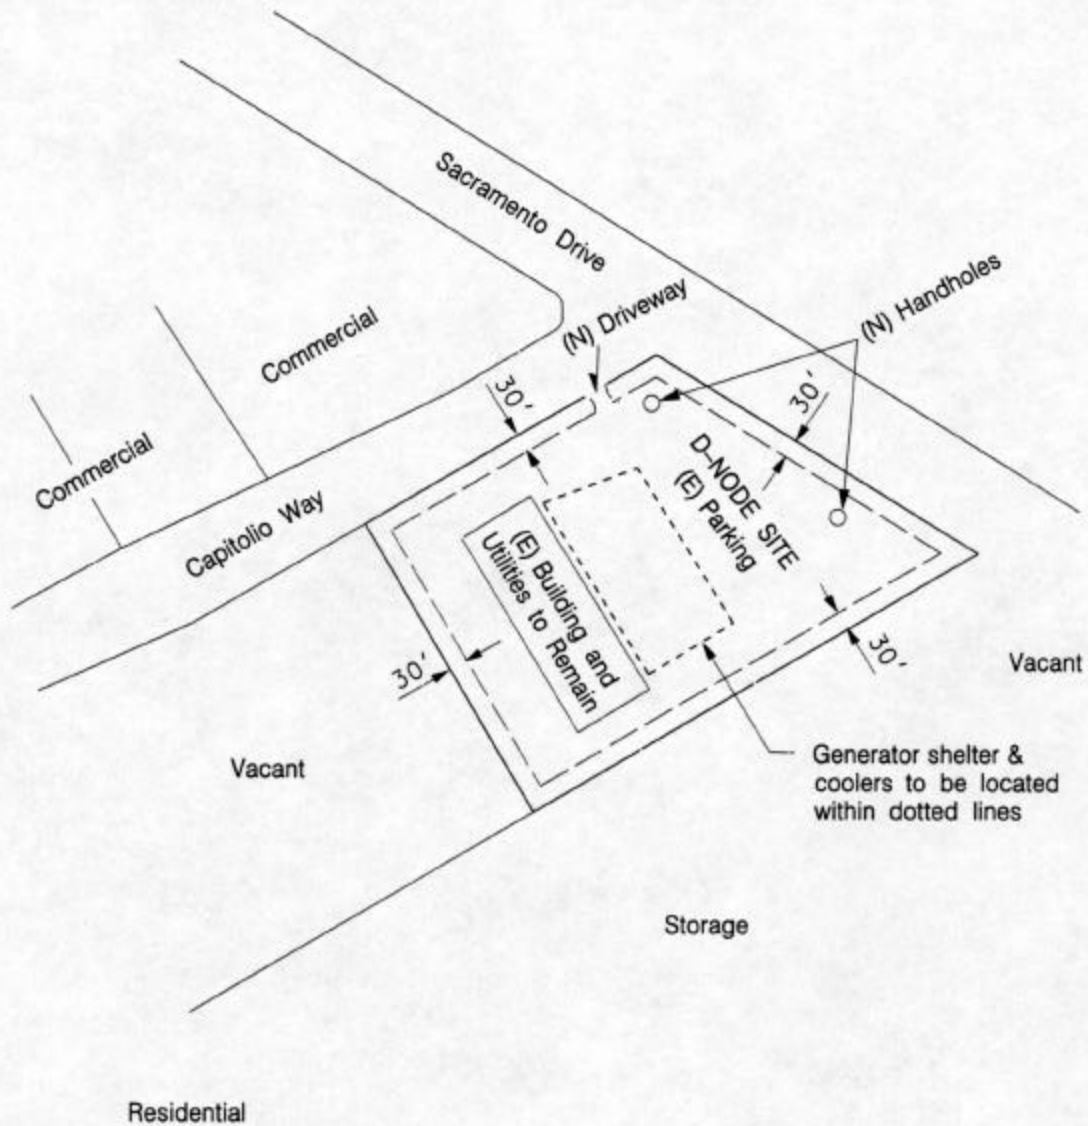 Sacramento Drive
(N) Handholes
(N) Driveway
Commercial
30′
30′
Commercial
D-NODE SITE
(E) Parking
Capitolio Way
(E) Building and
Utilities to Remain
30′
30′
Vacant
Vacant
Generator shelter &
coolers to be located
within dotted lines
Storage
Residential